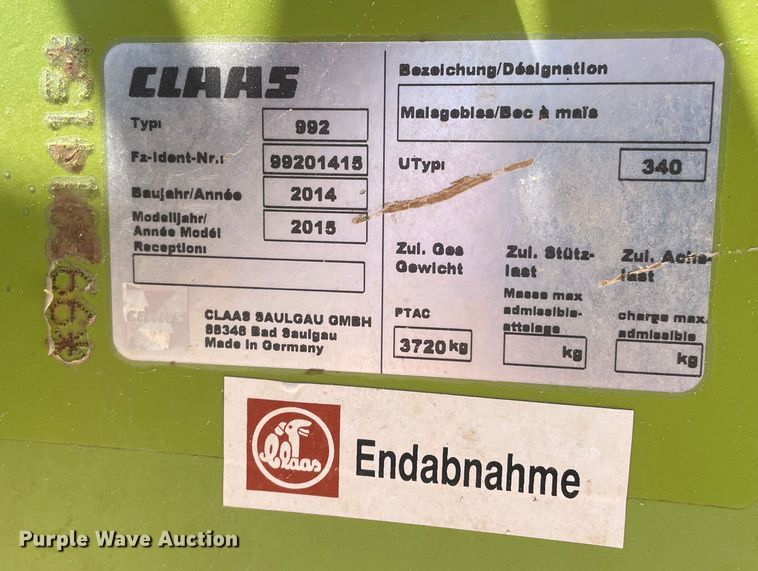 CLAAS
Typ: 992
Fz-Ident-Nr.: 99201415
Baujahr/Année 2014
Modelljahr/
Année Modél 2015
Reception:
CLAAS SAULGAU GMBH
88348 Bad Saulgau
Made in Germany
Bezeichung/Désignation
Maisgebiss/Bec à maïs
UTyp: 340
Zul. Ges
Gewicht
PTAC
3720 kg
Zul. Stütz-
last
Masse max
admissible-
attelage
kg
Zul. Achs-
last
charge max.
admissible
kg
CLAAS
Claas
Endabnahme
Purple Wave Auction